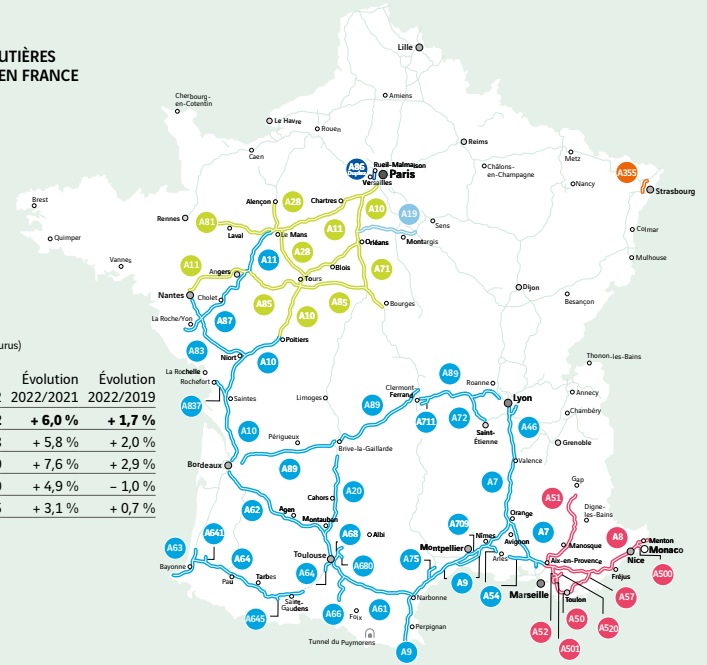 UTIÈRES
EN FRANCE
Lille
Cherbourg-
en-Cotentin
Amiens
Le Havre
Rouen
Reims
Caen
Metz
Châlons-
en-Champagne
A86
Duplex
Rueil-Malmaison
Paris
Versailles
A355
Nancy
Strasbourg
Brest
Alençon
A28
Chartres
A10
A19
Rennes
A81
Laval
Le Mans
A11
Sens
Quimper
Orléans
Montargis
Colmar
Vannes
A11
Angers
A11
A28
Blois
A71
Mulhouse
Tours
Dijon
Nantes
Cholet
A85
A85
Bourges
Besançon
La Roche/Yon
A87
A10
Poitiers
urus)
A83
Niort
A10
Thonon-les-Bains
La Rochelle
Rochefort
Clermont-
Ferrand
A89
Roanne
Évolution
Évolution
2022/2021
2022/2019
+ 6,0 %
+ 1,7 %
+ 5,8 %
+ 2,0 %
+ 7,6 %
+ 2,9 %
+ 4,9 %
– 1,0 %
+ 3,1 %
+ 0,7 %
A837
Saintes
Limoges
A89
A711
A72
Lyon
Annecy
Chambéry
A10
Saint-
Étienne
A46
Périgueux
Brive-la-Gaillarde
Grenoble
Bordeaux
A89
Valence
A20
A7
Gap
Cahors
A51
A62
Agen
Montauban
Orange
Digne-
les-Bains
A709
A63
A641
A68
Albi
Nîmes
A7
A8
Menton
A64
Toulouse
Montpellier
Avignon
Manosque
Monaco
Bayonne
A64
A680
A75
Arles
Aix-en-Provence
Nice
Pau
Tarbes
A9
A54
Fréjus
A500
Saint-
Gaudens
Narbonne
Marseille
Toulon
A57
A645
A66
Foix
A61
A50
A520
Perpignan
A52
Tunnel du Puymorens
A9
A501